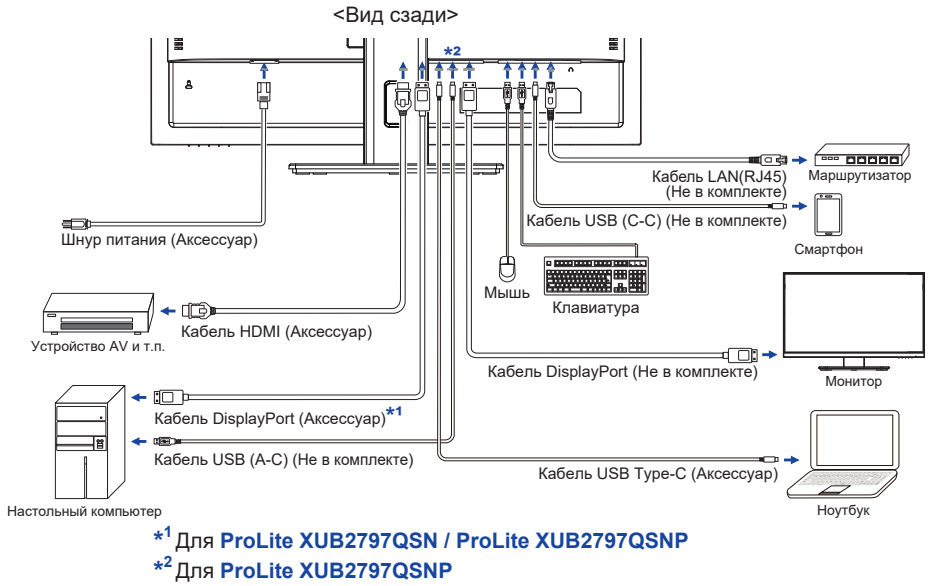 <Вид сзади>
*2
Кабель LAN(RJ45)
(Не в комплекте)
Маршрутизатор
Кабель USB (C-C) (Не в комплекте)
Шнур питания (Аксессуар)
Смартфон
Мышь
Клавиатура
Кабель HDMI (Аксессуар)
Устройство AV и т.п.
Кабель DisplayPort (Не в комплекте)
Монитор
Кабель DisplayPort (Аксессуар)*1
Кабель USB (A-C) (Не в комплекте)
Кабель USB Type-C (Аксессуар)
Настольный компьютер
Ноутбук
*1 Для ProLite XUB2797QSN / ProLite XUB2797QSNP
*2 Для ProLite XUB2797QSNP